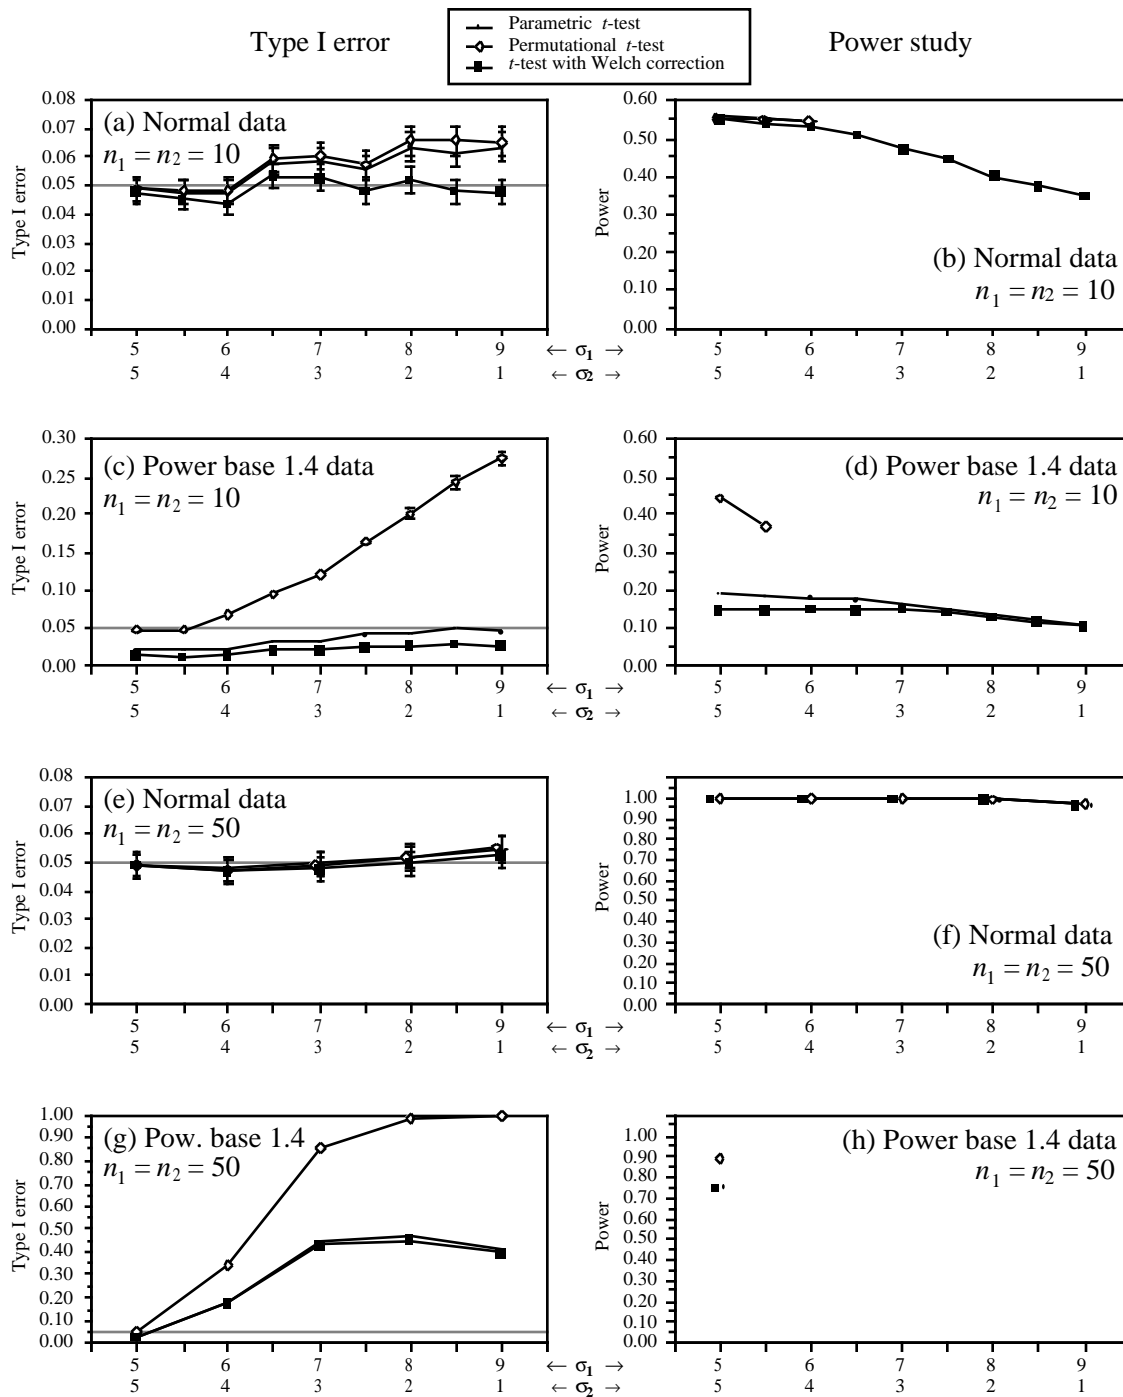 Type I error
Parametric t-test
Permutational t-test
t-test with Welch correction
Power study
(a) Normal data
n1 = n2 = 10
Type I error
0.08
0.07
0.06
0.05
0.04
0.03
0.02
0.01
0.00
5 6 7 8 9
5 4 3 2 1
← σ1 →
← σ2 →
(b) Normal data
n1 = n2 = 10
Power
0.60
0.50
0.40
0.30
0.20
0.10
0.00
5 6 7 8 9
5 4 3 2 1
(c) Power base 1.4 data
n1 = n2 = 10
Type I error
0.30
0.25
0.20
0.15
0.10
0.05
0.00
5 6 7 8 9
5 4 3 2 1
← σ1 →
← σ2 →
(d) Power base 1.4 data
n1 = n2 = 10
Power
0.60
0.50
0.40
0.30
0.20
0.10
0.00
5 6 7 8 9
5 4 3 2 1
(e) Normal data
n1 = n2 = 50
Type I error
0.08
0.07
0.06
0.05
0.04
0.03
0.02
0.01
0.00
5 6 7 8 9
5 4 3 2 1
← σ1 →
← σ2 →
(f) Normal data
n1 = n2 = 50
Power
1.00
0.90
0.80
0.70
0.60
0.50
0.40
0.30
0.20
0.10
0.00
5 6 7 8 9
5 4 3 2 1
(g) Pow. base 1.4
n1 = n2 = 50
Type I error
1.00
0.90
0.80
0.70
0.60
0.50
0.40
0.30
0.20
0.10
0.00
5 6 7 8 9
5 4 3 2 1
← σ1 →
← σ2 →
(h) Power base 1.4 data
n1 = n2 = 50
Power
1.00
0.90
0.80
0.70
0.60
0.50
0.40
0.30
0.20
0.10
0.00
5 6 7 8 9
5 4 3 2 1